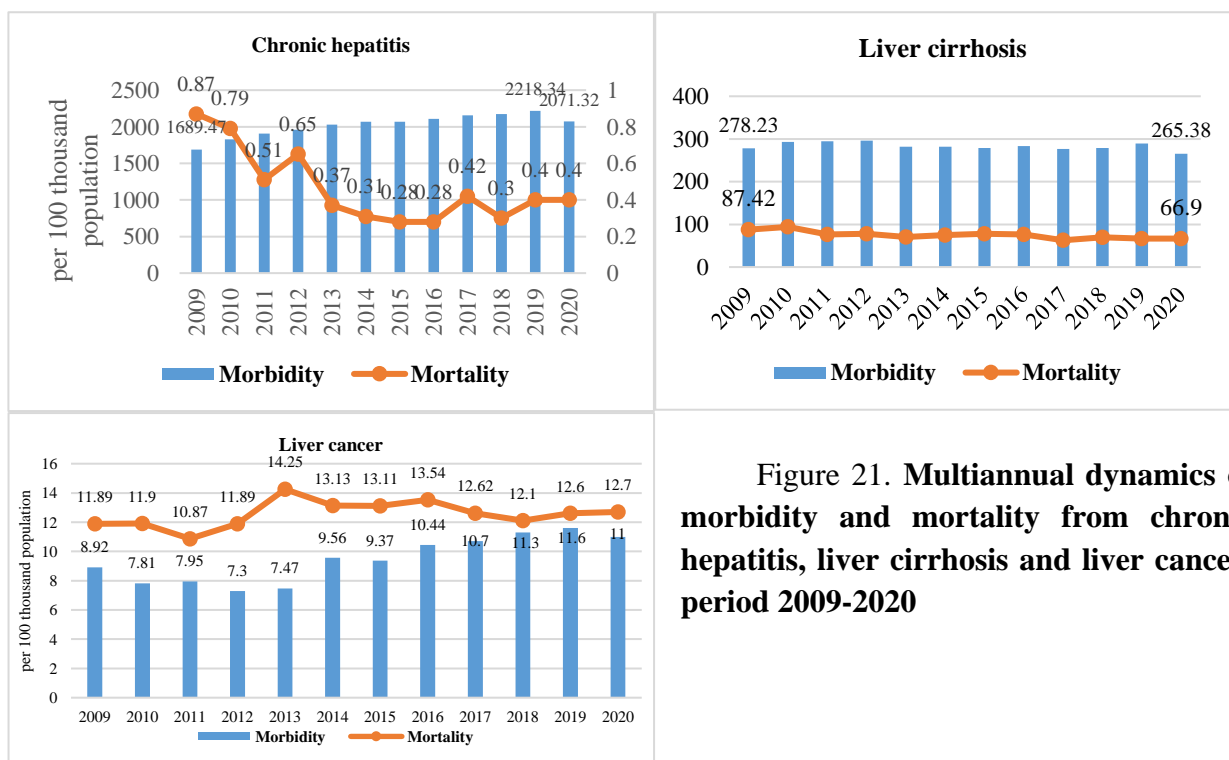 Chronic hepatitis
per 100 thousand
population
2500
2000
1500
1000
500
0
1
0.8
0.6
0.4
0.2
0
0.87
0.79
0.51
0.65
0.37
0.31
0.28
0.28
0.42
0.3
0.4
0.4
1689.47
2218.34
2071.32
2009 2010 2011 2012 2013 2014 2015 2016 2017 2018 2019 2020
Morbidity Mortality
Liver cirrhosis
400
300
200
100
0
278.23
265.38
87.42
66.9
2009 2010 2011 2012 2013 2014 2015 2016 2017 2018 2019 2020
Morbidity Mortality
Liver cancer
per 100 thousand population
16
14
12
10
8
6
4
2
0
11.89 11.9 10.87 11.89 14.25 13.13 13.11 13.54 12.62 12.1 12.6 12.7
8.92 7.81 7.95 7.3 7.47 9.56 9.37 10.44 10.7 11.3 11.6 11
2009 2010 2011 2012 2013 2014 2015 2016 2017 2018 2019 2020
Morbidity Mortality
Figure 21. Multiannual dynamics
morbidity and mortality from chron
hepatitis, liver cirrhosis and liver cance
period 2009-2020